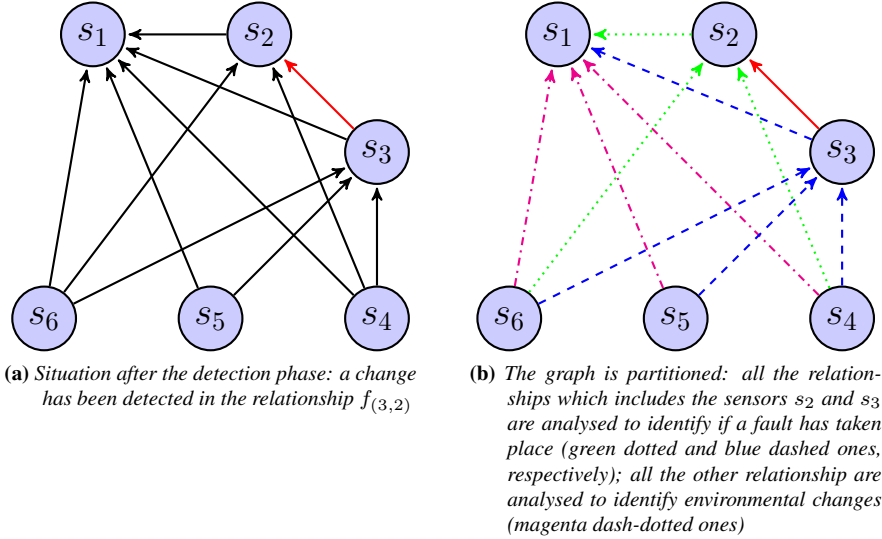 s1 s2
s3
s6 s5 s4
(a) Situation after the detection phase: a change
has been detected in the relationship f(3,2)
s1 s2
s3
s6 s5 s4
(b) The graph is partitioned: all the relation-
ships which includes the sensors s2 and s3
are analysed to identify if a fault has taken
place (green dotted and blue dashed ones,
respectively); all the other relationship are
analysed to identify environmental changes
(magenta dash-dotted ones)